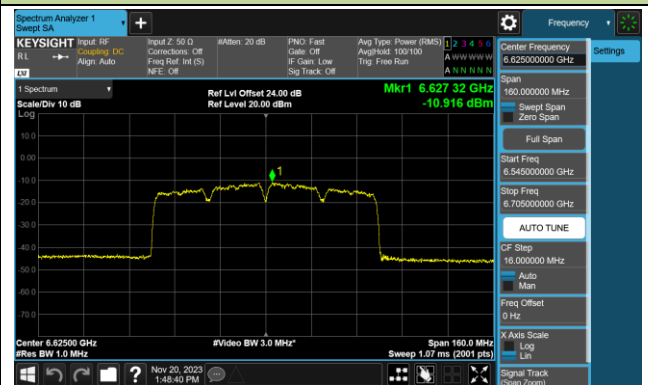 Spectrum Analyzer 1
Swept SA
Frequency
KEYSIGHT
Input: RF
Input Z: 50 Ω
#Atten: 20 dB
PNO: Fast
Avg Type: Power (RMS)
1 2 3 4 5 6
RL
Coupling: DC
Corrections: Off
Gate: Off
Avg|Hold: 100/100
A W W W W W
Align: Auto
Freq Ref: Int (S)
IF Gain: Low
Trig: Free Run
LXI
NFE: Off
Sig Track: Off
A N N N N N
1 Spectrum
Ref Lvl Offset 24.00 dB
Mkr1 6.627 32 GHz
Scale/Div 10 dB
Ref Level 20.00 dBm
-10.916 dBm
Log
10.0
0.00
-10.0
-20.0
-30.0
-40.0
-50.0
-60.0
-70.0
1
Center 6.62500 GHz
#Video BW 3.0 MHz*
Span 160.0 MHz
#Res BW 1.0 MHz
Sweep 1.07 ms (2001 pts)
Nov 20, 2023
1:48:40 PM
Center Frequency
6.625000000 GHz
Settings
Span
160.000000 MHz
Swept Span
Zero Span
Full Span
Start Freq
6.545000000 GHz
Stop Freq
6.705000000 GHz
AUTO TUNE
CF Step
16.000000 MHz
Auto
Man
Freq Offset
0 Hz
X Axis Scale
Log
Lin
Signal Track
(Span Zoom)